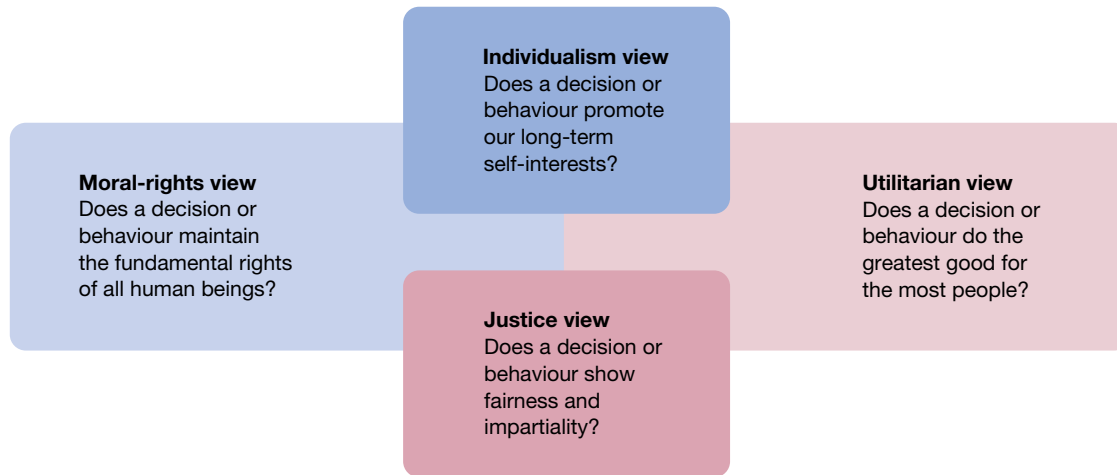 Individualism view
Does a decision or
behaviour promote
our long-term
self-interests?
Moral-rights view
Does a decision or
behaviour maintain
the fundamental rights
of all human beings?
Utilitarian view
Does a decision or
behaviour do the
greatest good for
the most people?
Justice view
Does a decision or
behaviour show
fairness and
impartiality?